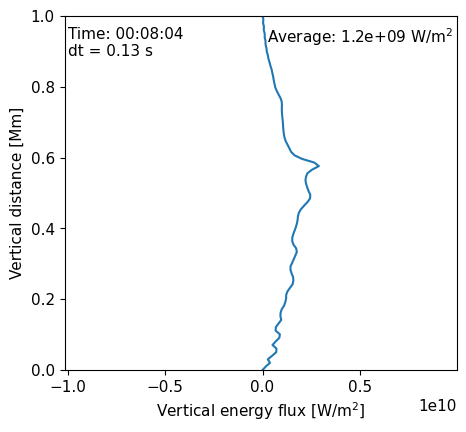 Time: 00:08:04
dt = 0.13 s
Average: 1.2e+09 W/m²
Vertical distance [Mm]
1.0
0.8
0.6
0.4
0.2
0.0
−1.0 −0.5 0.0 0.5
1e10
Vertical energy flux [W/m²]